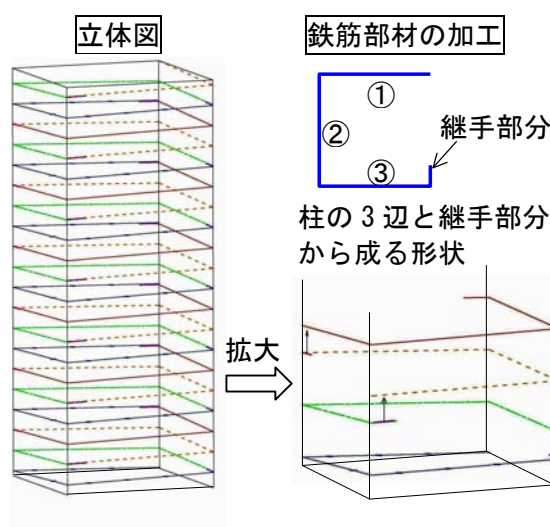 立体図
鉄筋部材の加工
①
②
③
継手部分
柱の3辺と継手部分
から成る形状
拡大